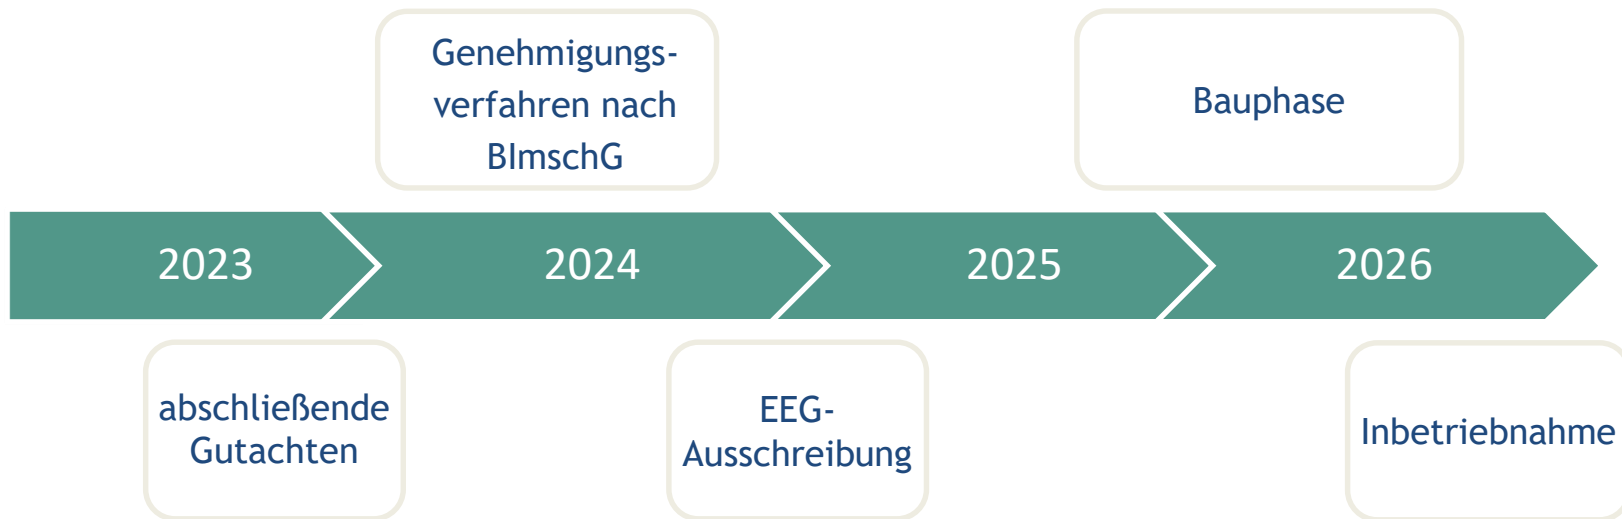 Genehmigungs-
verfahren nach
BImschG
Bauphase
2023
2024
2025
2026
abschließende
Gutachten
EEG-
Ausschreibung
Inbetriebnahme